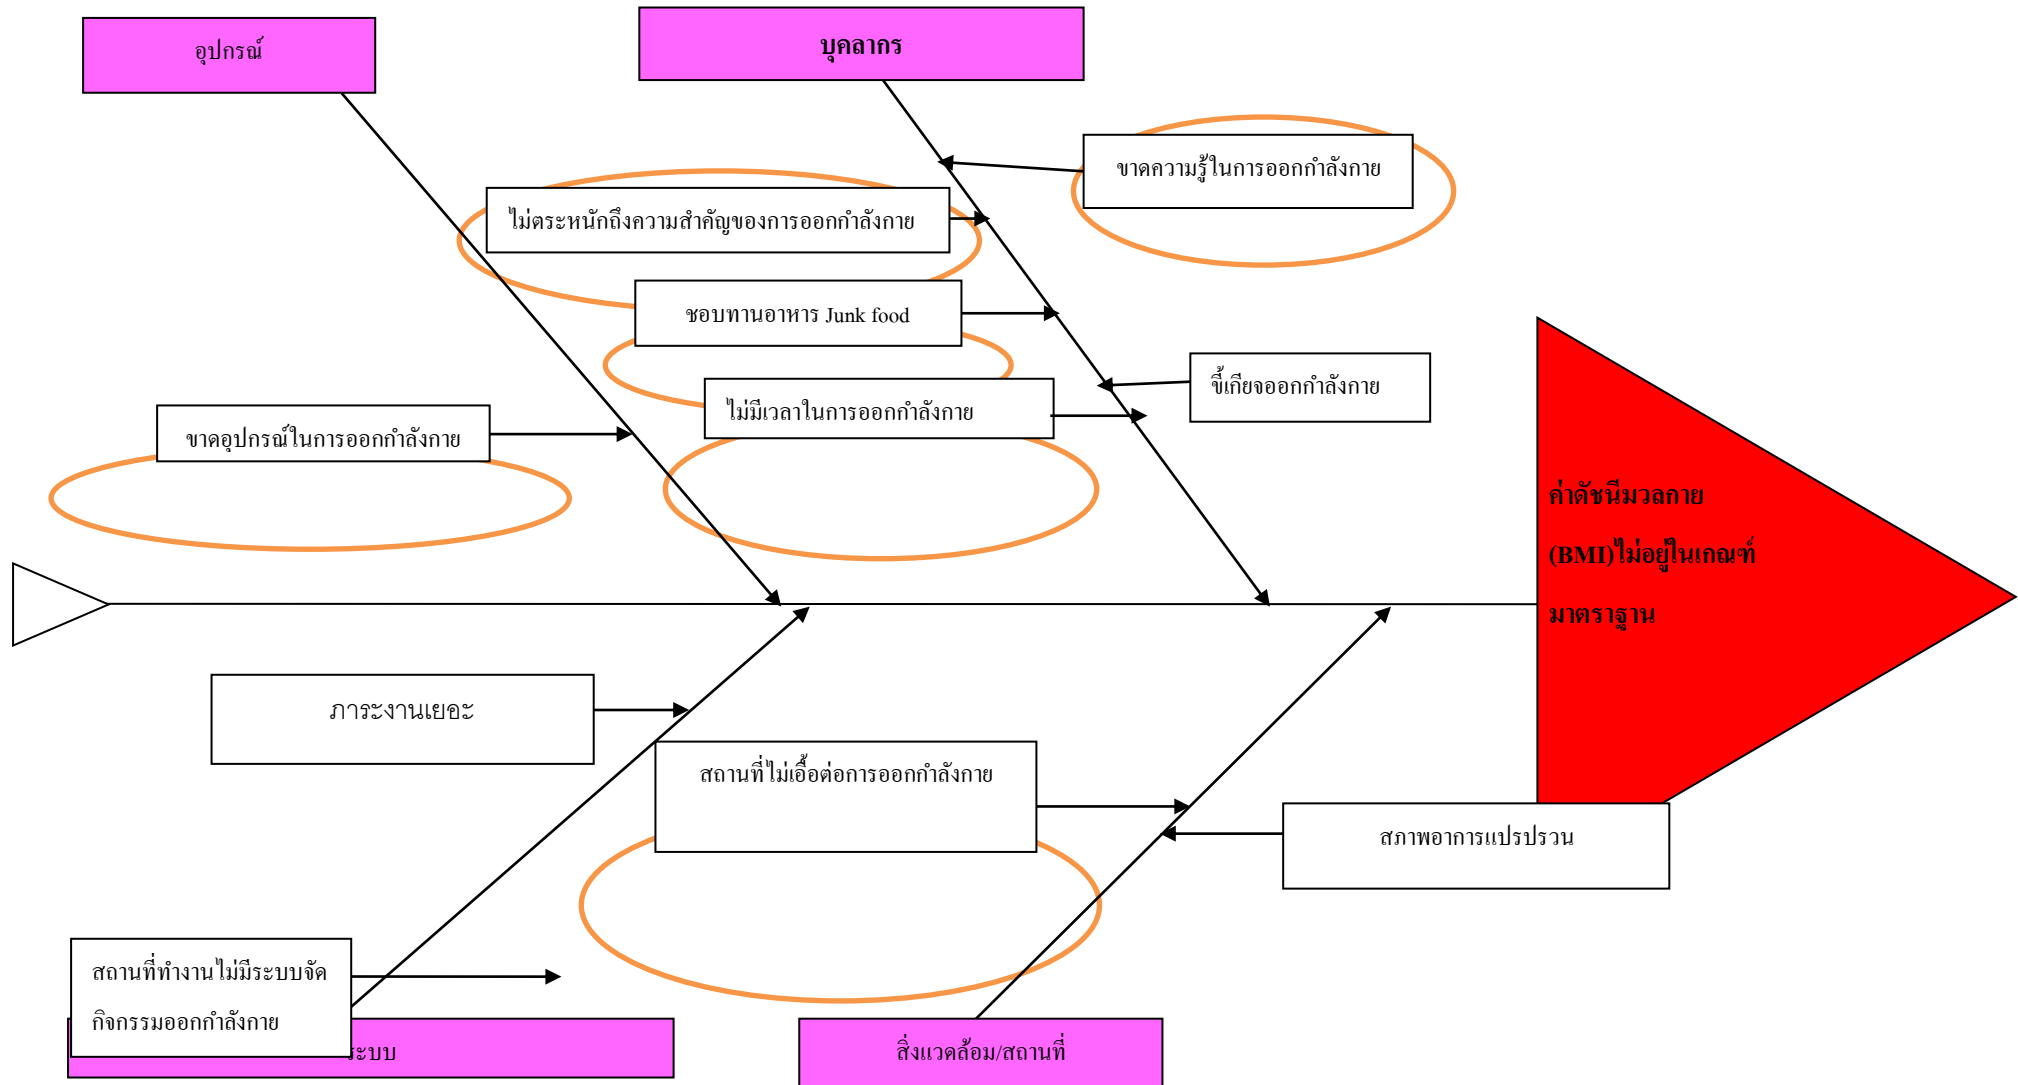 อุปกรณ์
บุคลากร
ขาดความรู้ในการออกกำลังกาย
ไม่ตระหนักถึงความสำคัญของการออกกำลังกาย
ชอบทานอาหาร Junk food
ขี้เกียจออกกำลังกาย
ไม่มีเวลาในการออกกำลังกาย
ขาดอุปกรณ์ในการออกกำลังกาย
ค่าดัชนีมวลกาย
(BMI)ไม่อยู่ในเกณฑ์
มาตราฐาน
ภาระงานเยอะ
สถานที่ไม่เอื้อต่อการออกกำลังกาย
สภาพอาการแปรปรวน
สถานที่ทำงานไม่มีระบบจัด
กิจกรรมออกกำลังกาย
ระบบ
สิ่งแวดล้อม/สถานที่